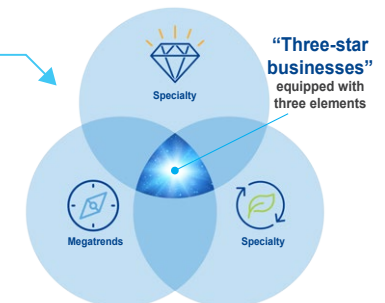 “Three-star
businesses”
equipped with
three elements
Specialty
Megatrends
Specialty